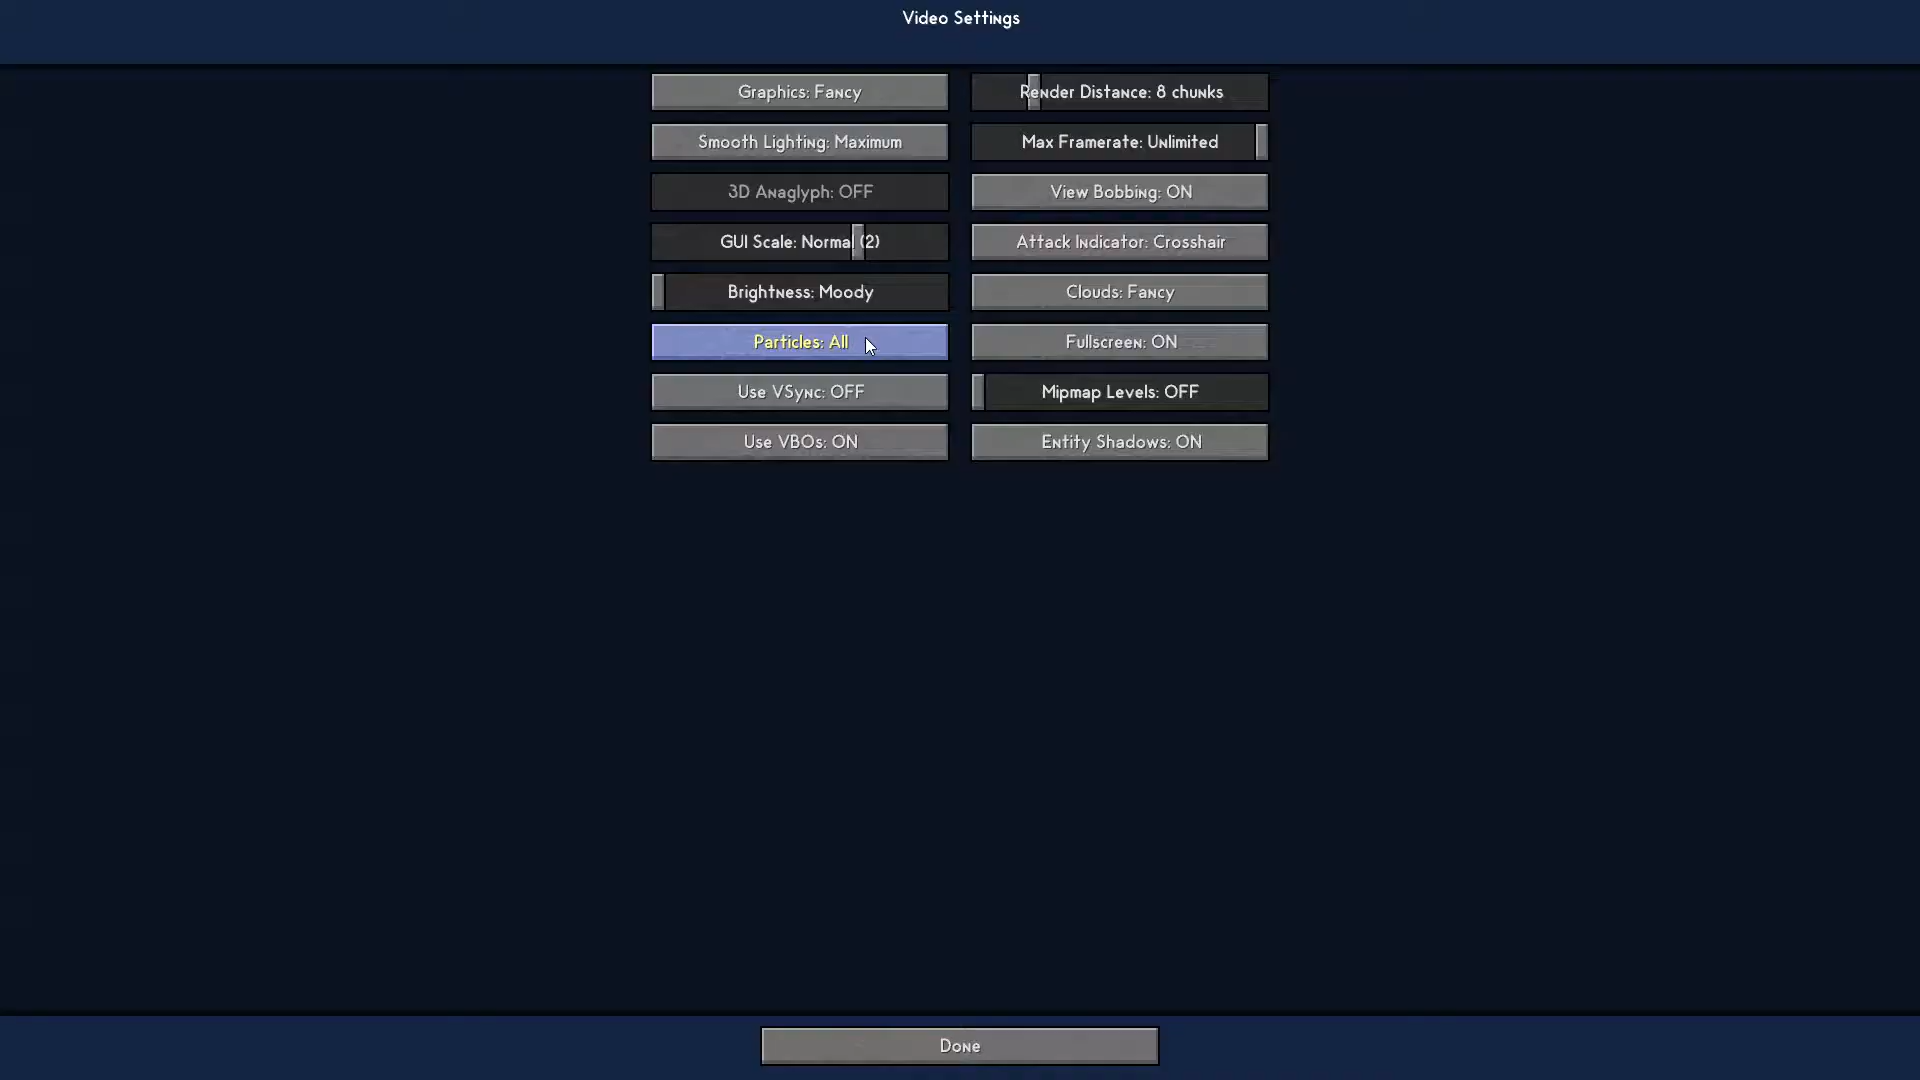 Video Settings
Graphics: Fancy
Render Distance: 8 chunks
Smooth Lighting: Maximum
Max Framerate: Unlimited
3D Anaglyph: OFF
View Bobbing: ON
GUI Scale: Normal (2)
Attack Indicator: Crosshair
Brightness: Moody
Clouds: Fancy
Particles: All
Fullscreen: ON
Use VSync: OFF
Mipmap Levels: OFF
Use VBOs: ON
Entity Shadows: ON
Done